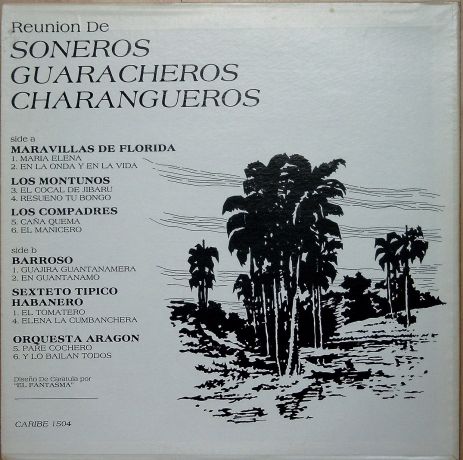 Reunion De
SONEROS
GUARACHEROS
CHARANGUEROS
side a
MARAVILLAS DE FLORIDA
1. MARIA ELENA
2. EN LA ONDA Y EN LA VIDA
LOS MONTUNOS
3. EL COCAL DE JIBARU
4. RESUENO TU BONGO
LOS COMPADRES
5. CAÑA QUEMA
6. EL MANICERO
side b
BARROSO
1. GUAJIRA GUANTANAMERA
2. EN GUANTANAMO
SEXTETO TIPICO
HABANERO
1. EL TOMATERO
4. ELENA LA CUMBANCHERA
ORQUESTA ARAGON
5. PARE COCHERO
6. Y LO BAILAN TODOS
Diseño De Caratula por
"EL FANTASMA"
CARIBE 1504